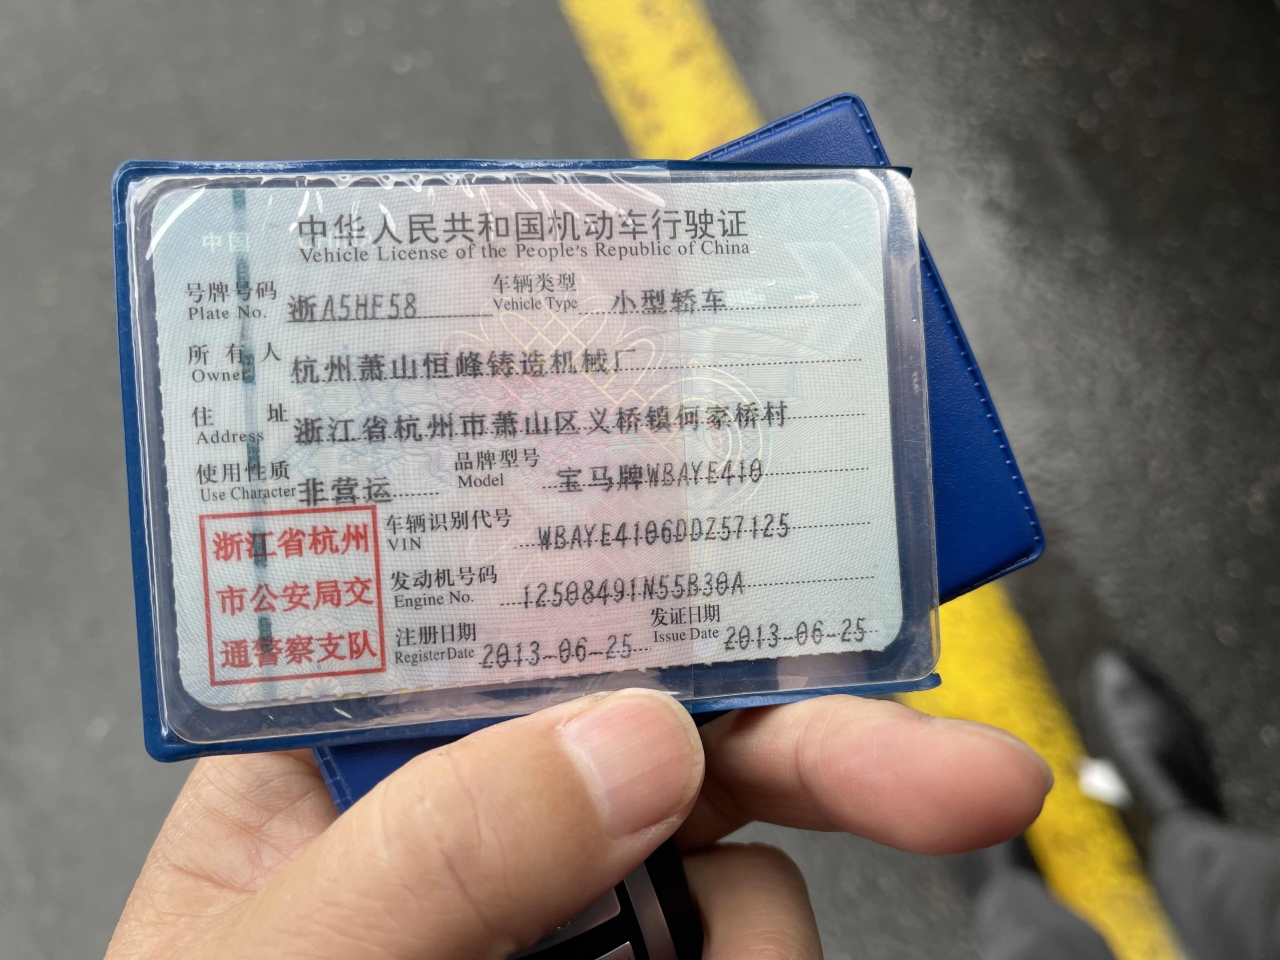 中华人民共和国机动车行驶证
Vehicle License of the People's Republic of China
号牌号码 浙A5HF58 车辆类型 小型轿车
Plate No. Vehicle Type
所有人 杭州萧山恒峰铸造机械厂
Owner
住址 浙江省杭州市萧山区义桥镇何家桥村
Address
使用性质 非营运 品牌型号 宝马牌WBAYE410
Use Character Model
浙江省杭州
市公安局交
通警察支队
车辆识别代号 WBAYE4106DDZ57125
VIN
发动机号码 12508491N55B30A
Engine No.
注册日期 2013-06-25 发证日期 2013-06-25
Register Date Issue Date